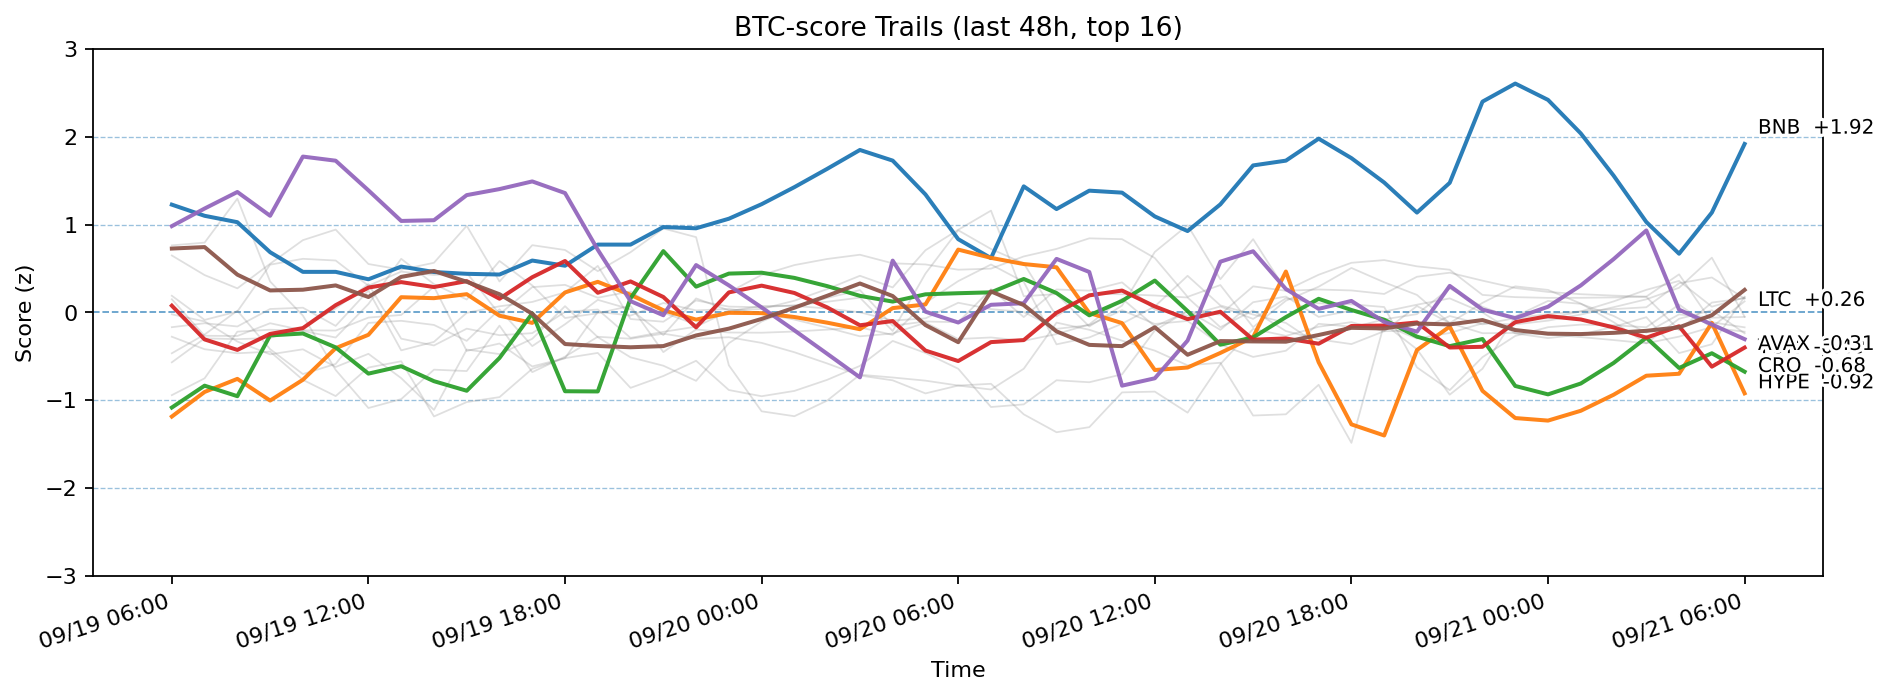 BTC-score Trails (last 48h, top 16)
3
2
1
0
−1
−2
−3
Score (z)
BNB +1.92
LTC +0.26
AVAX -0.31
CRO -0.68
HYPE -0.92
09/19 06:00
09/19 12:00
09/19 18:00
09/20 00:00
09/20 06:00
09/20 12:00
09/20 18:00
09/21 00:00
09/21 06:00
Time